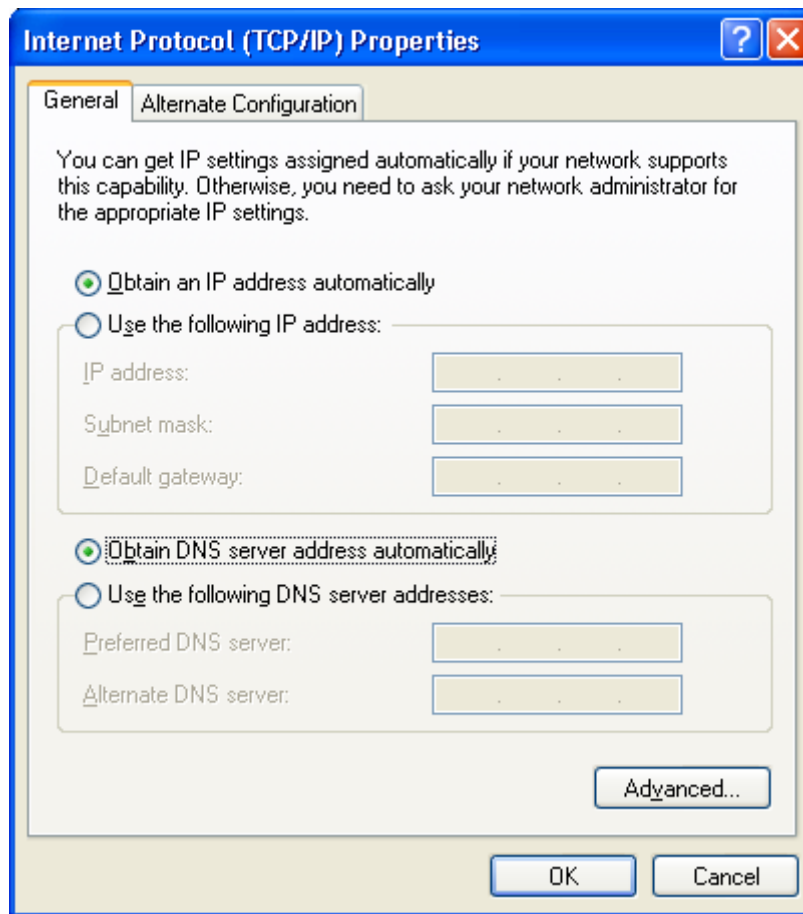 Internet Protocol (TCP/IP) Properties
?
General
Alternate Configuration
You can get IP settings assigned automatically if your network supports
this capability. Otherwise, you need to ask your network administrator for
the appropriate IP settings.
Obtain an IP address automatically
Use the following IP address:
IP address:
Subnet mask:
Default gateway:
Obtain DNS server address automatically
Use the following DNS server addresses:
Preferred DNS server:
Alternate DNS server:
Advanced...
OK
Cancel